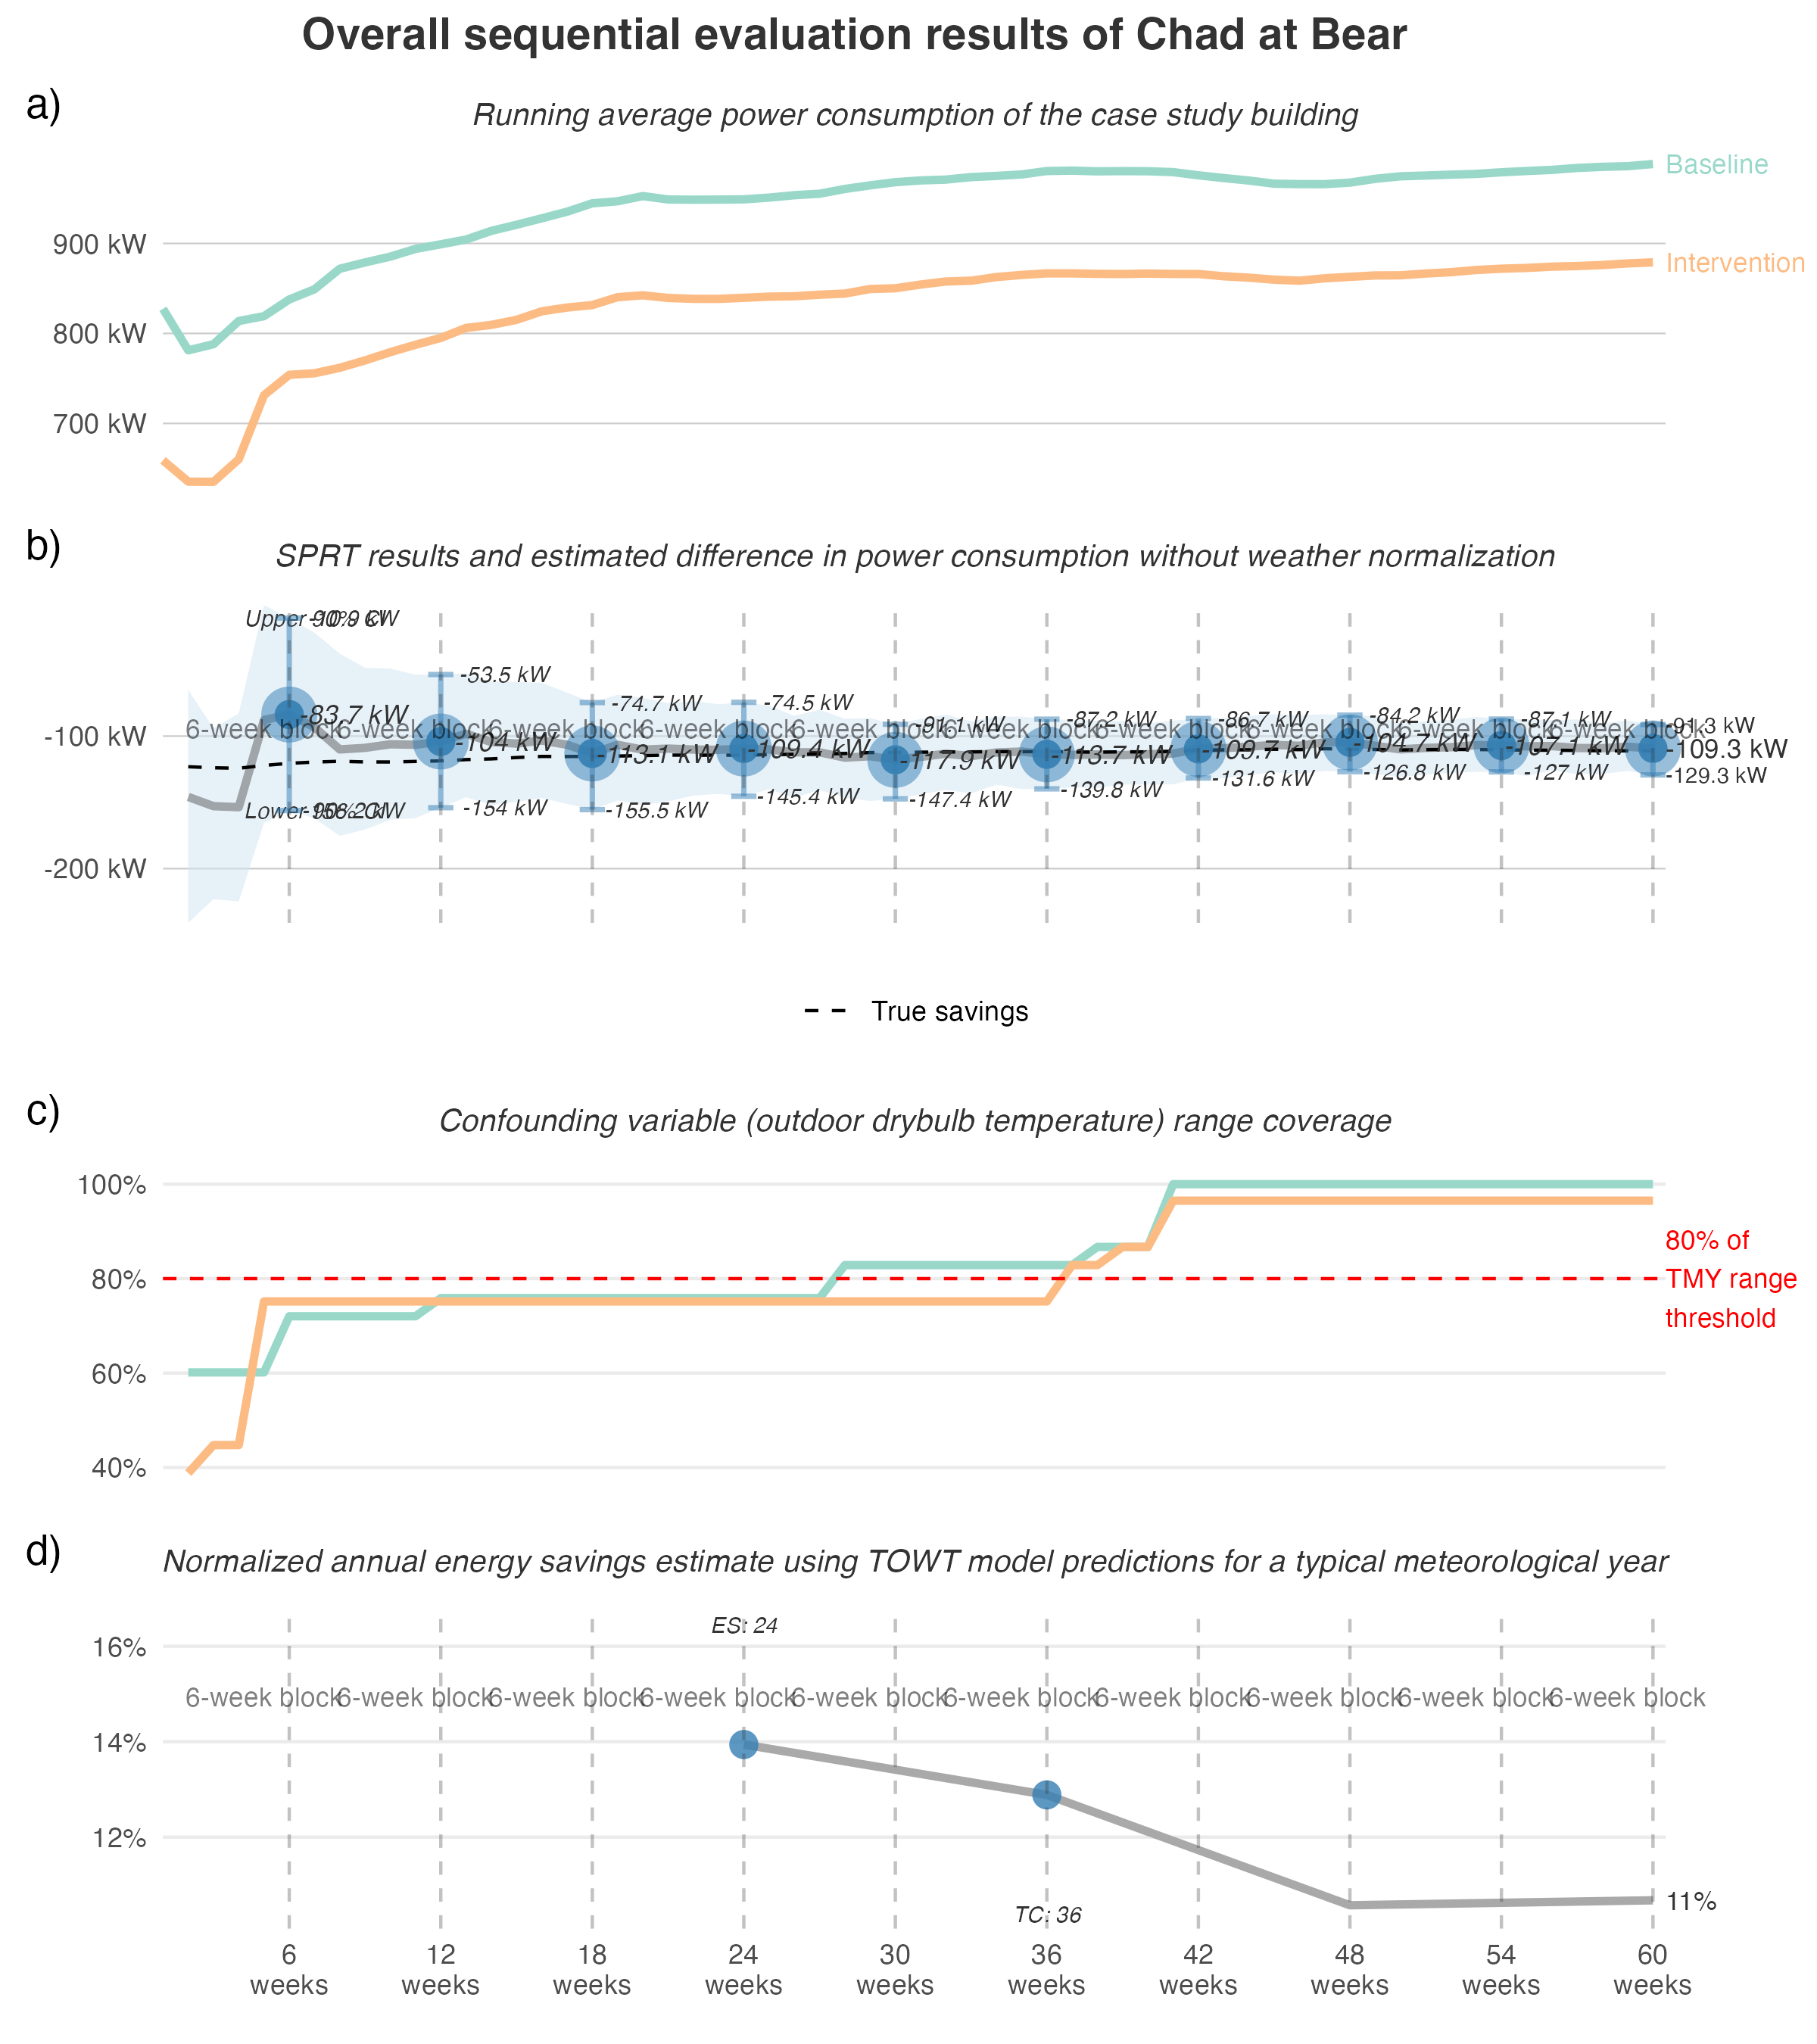 Overall sequential evaluation results of Chad at Bear
a)
Running average power consumption of the case study building
Baseline
900 kW
Intervention
800 kW
700 kW
b)
SPRT results and estimated difference in power consumption without weather normalization
Upper 90% CI
-10.9 kW
-53.5 kW
-74.7 kW
-74.5 kW
-91.1 kW
-87.2 kW
-86.7 kW
-84.2 kW
-87.1 kW
-91.3 kW
6-week block
6-week block
6-week block
6-week block
6-week block
6-week block
6-week block
6-week block
6-week block
6-week block
-100 kW
-83.7 kW
-104 kW
-113.1 kW
-109.4 kW
-117.9 kW
-113.7 kW
-109.7 kW
-104.7 kW
-107.1 kW
-109.3 kW
Lower 90% CI
-154 kW
-155.5 kW
-145.4 kW
-147.4 kW
-139.8 kW
-131.6 kW
-126.8 kW
-127 kW
-129.3 kW
-200 kW
True savings
c)
Confounding variable (outdoor drybulb temperature) range coverage
100%
80%
60%
40%
80% of
TMY range
threshold
d)
Normalized annual energy savings estimate using TOWT model predictions for a typical meteorological year
ES: 24
16%
6-week block
6-week block
6-week block
6-week block
6-week block
6-week block
6-week block
6-week block
6-week block
6-week block
14%
12%
11%
TC: 36
6
weeks
12
weeks
18
weeks
24
weeks
30
weeks
36
weeks
42
weeks
48
weeks
54
weeks
60
weeks